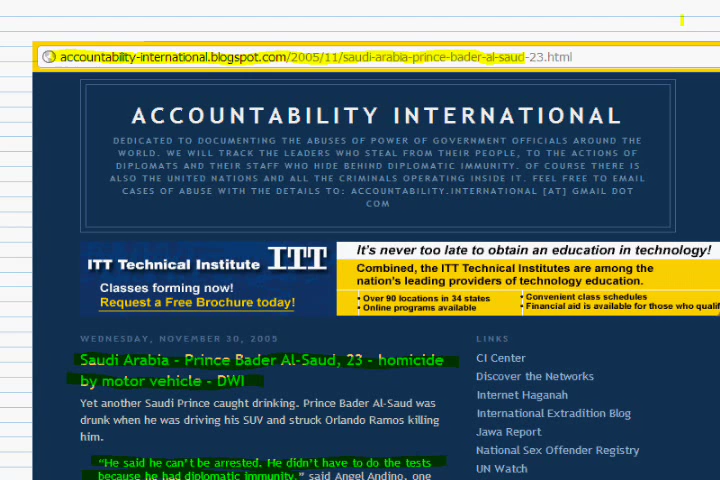 accountability-international.blogspot.com/2005/11/saudi-arabia-prince-bader-al-saud-23.html
ACCOUNTABILITY INTERNATIONAL
DEDICATED TO DOCUMENTING THE ABUSES OF POWER OF GOVERNMENT OFFICIALS AROUND THE
WORLD. WE WILL TRACK THE LEADERS WHO STEAL FROM THEIR PEOPLE, TO THE ACTIONS OF
DIPLOMATS AND THEIR STAFF WHO HIDE BEHIND DIPLOMATIC IMMUNITY. OF COURSE THERE IS
ALSO THE UNITED NATIONS AND ALL THE CRIMINALS OPERATING INSIDE IT. FEEL FREE TO EMAIL
CASES OF ABUSE WITH THE DETAILS TO: ACCOUNTABILITY.INTERNATIONAL [AT] GMAIL DOT
COM
ITT Technical Institute ITT
Classes forming now!
Request a Free Brochure today!
It's never too late to obtain an education in technology!
Combined, the ITT Technical Institutes are among the
nation's leading providers of technology education.
• Over 90 locations in 34 states
• Online programs available
• Convenient class schedules
• Financial aid is available for those who qualif
WEDNESDAY, NOVEMBER 30, 2005
Saudi Arabia - Prince Bader Al-Saud, 23 - homicide
by motor vehicle - DWI
Yet another Saudi Prince caught drinking. Prince Bader Al-Saud was
drunk when he was driving his SUV and struck Orlando Ramos killing
him.
"He said he can't be arrested. He didn't have to do the tests
because he had diplomatic immunity," said Angel Andino, one
LINKS
CI Center
Discover the Networks
Internet Haganah
International Extradition Blog
Jawa Report
National Sex Offender Registry
UN Watch